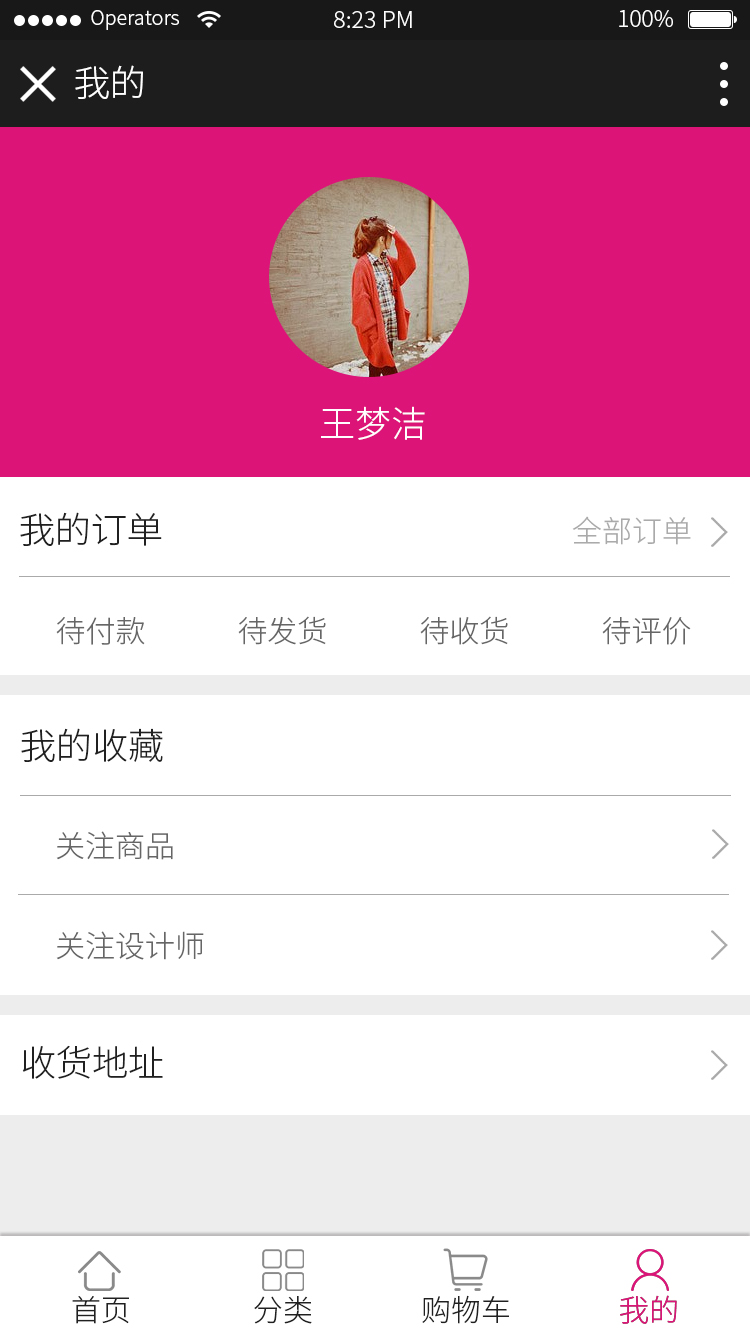 Operators 8:23 PM 100%
我的
王梦洁
我的订单 全部订单
待付款 待发货 待收货 待评价
我的收藏
关注商品
关注设计师
收货地址
首页 分类 购物车 我的